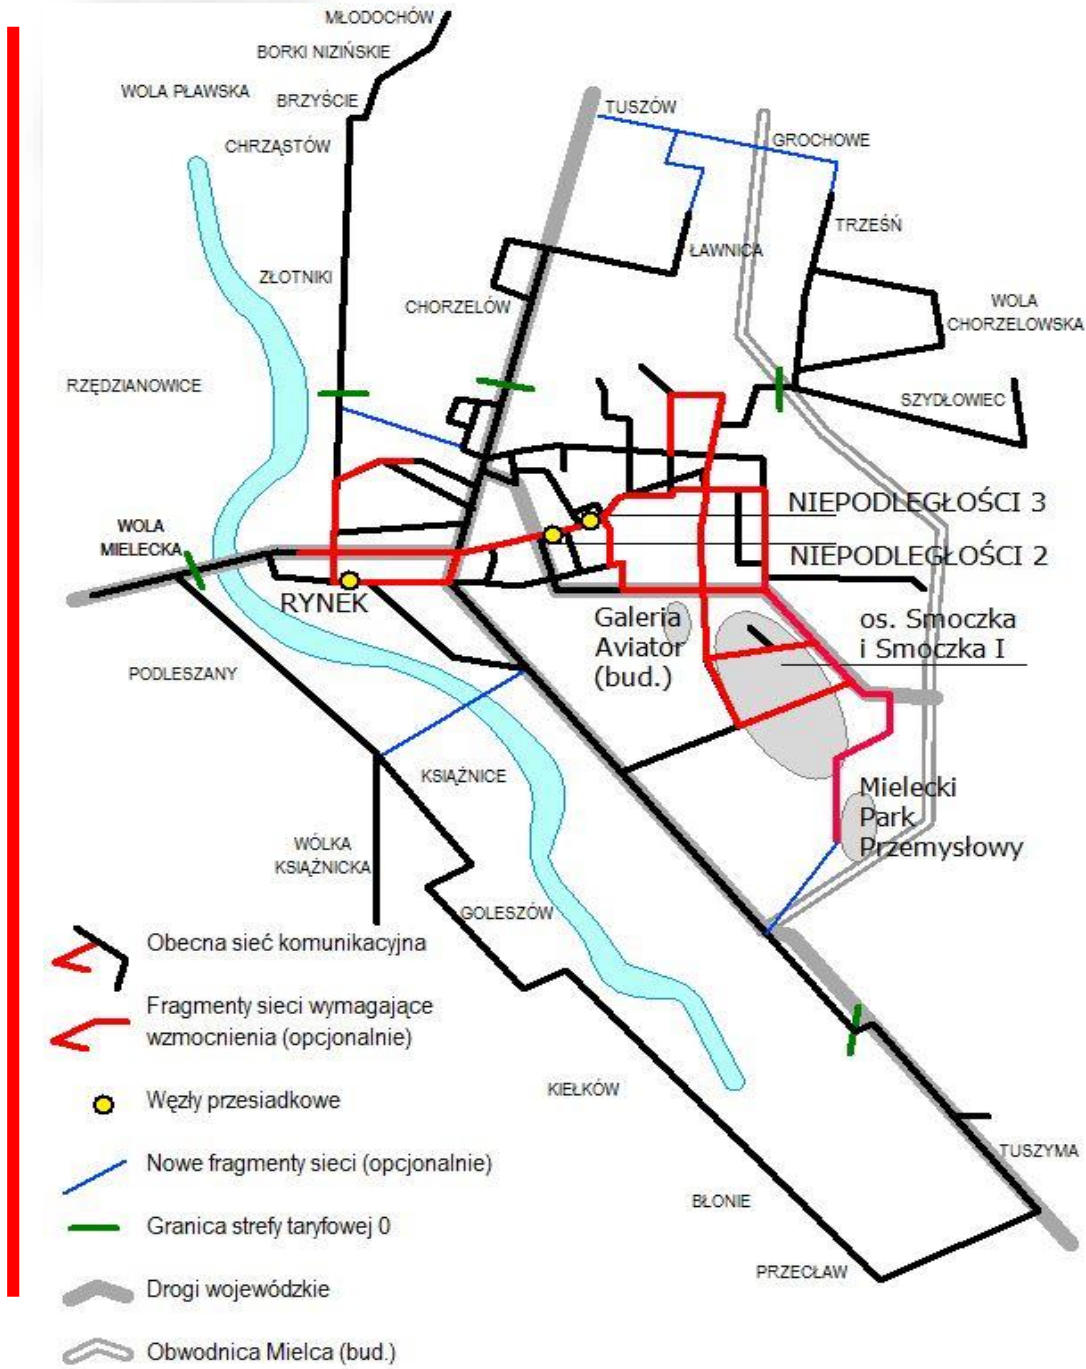 MŁODOCHÓW
BORKI NIZIŃSKIE
WOLA PŁAWSKA
BRZYŚCIE
TUSZÓW
GROCHOWE
CHRZĄSTÓW
TRZEŚŃ
ŁAWNICA
ZŁOTNIKI
CHORZELÓW
WOLA
CHORZELOWSKA
RZĘDZIANOWICE
SZYDŁOWIEC
NIEPODLEGŁOŚCI 3
WOLA
MIELECKA
NIEPODLEGŁOŚCI 2
RYNEK
Galeria
Aviator
(bud.)
os. Smoczka
i Smoczka I
PODLESZANY
KSIĄŻNICE
Mielecki
Park
Przemysłowy
WÓLKA
KSIĄŻNICKA
GOLESZÓW
Obecna sieć komunikacyjna
Fragmenty sieci wymagające
wzmocnienia (opcjonalnie)
KIEŁKÓW
Węzły przesiadkowe
TUSZYMA
Nowe fragmenty sieci (opcjonalnie)
BŁONIE
Granica strefy taryfowej 0
PRZECŁAW
Drogi wojewódzkie
Obwodnica Mielca (bud.)